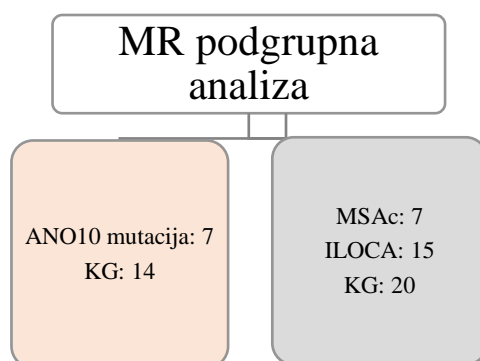 MR podgrupna
analiza
ANO10 mutacija: 7
KG: 14
MSAc: 7
ILOCA: 15
KG: 20